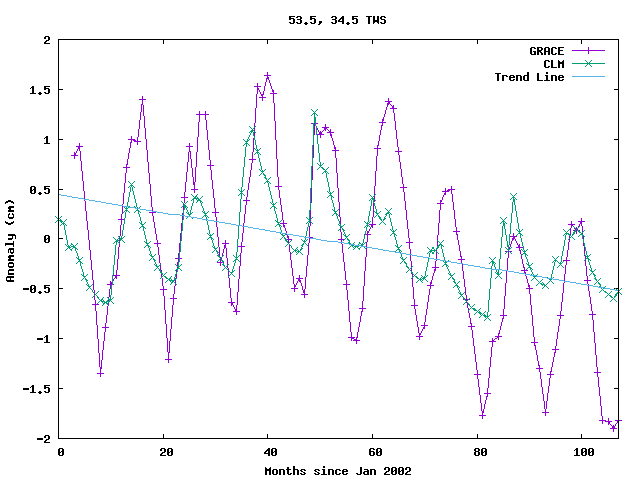 53.5, 34.5 TWS
GRACE
CLM
Trend Line
2
1.5
1
0.5
0
-0.5
-1
-1.5
-2
Anomaly (cm)
0 20 40 60 80 100
Months since Jan 2002